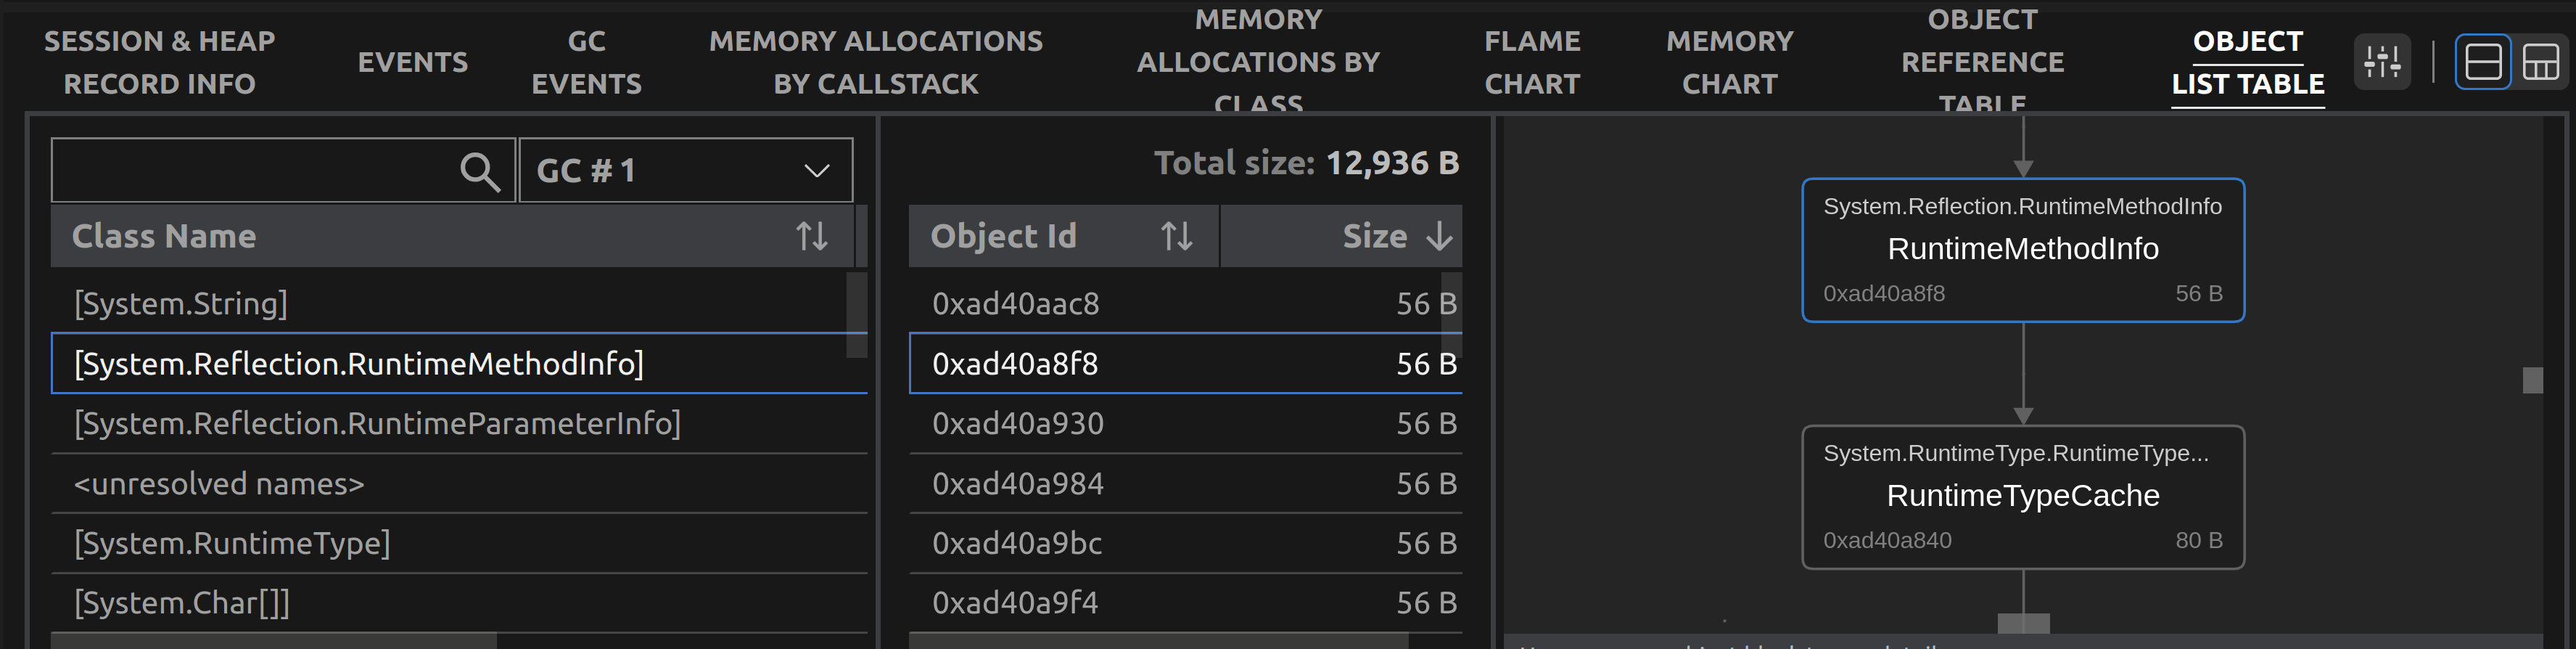 SESSION & HEAP
RECORD INFO
EVENTS
GC
EVENTS
MEMORY ALLOCATIONS
BY CALLSTACK
MEMORY
ALLOCATIONS BY
CLASS
FLAME
CHART
MEMORY
CHART
OBJECT
REFERENCE
TABLE
OBJECT
LIST TABLE
GC # 1
Class Name
[System.String]
[System.Reflection.RuntimeMethodInfo]
[System.Reflection.RuntimeParameterInfo]
<unresolved names>
[System.RuntimeType]
[System.Char[]]
Total size: 12,936 B
Object Id Size
0xad40aac8 56 B
0xad40a8f8 56 B
0xad40a930 56 B
0xad40a984 56 B
0xad40a9bc 56 B
0xad40a9f4 56 B
System.Reflection.RuntimeMethodInfo
RuntimeMethodInfo
0xad40a8f8 56 B
System.RuntimeType.RuntimeType...
RuntimeTypeCache
0xad40a840 80 B